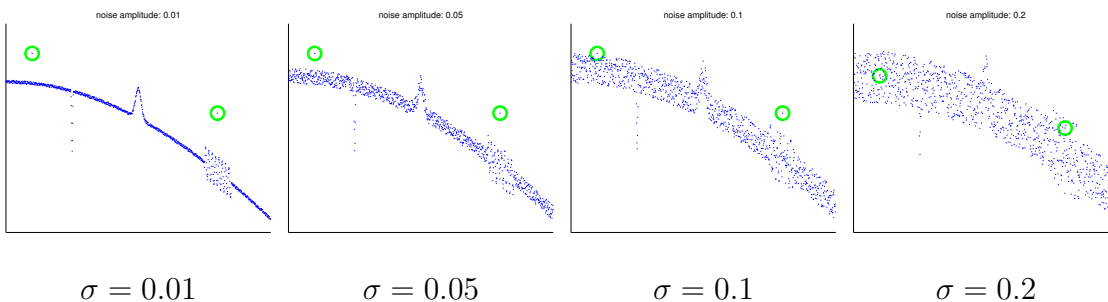 noise amplitude: 0.01
noise amplitude: 0.05
noise amplitude: 0.1
noise amplitude: 0.2
σ = 0.01
σ = 0.05
σ = 0.1
σ = 0.2